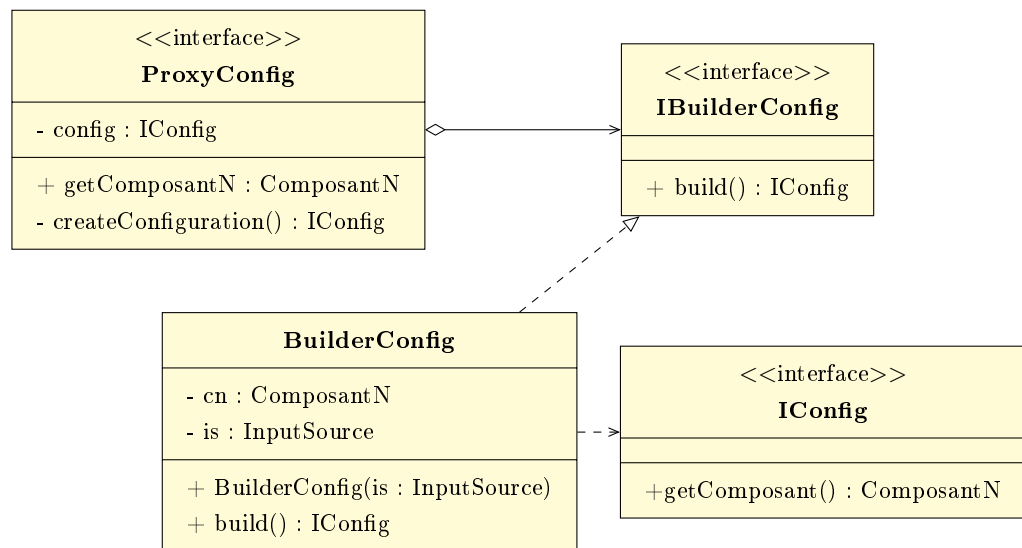 <<interface>>
ProxyConfig
- config : IConfig
+ getComposantN : ComposantN
- createConfiguration() : IConfig
<<interface>>
IBuilderConfig
+ build() : IConfig
BuilderConfig
- cn : ComposantN
- is : InputSource
+ BuilderConfig(is : InputSource)
+ build() : IConfig
<<interface>>
IConfig
+getComposant() : ComposantN